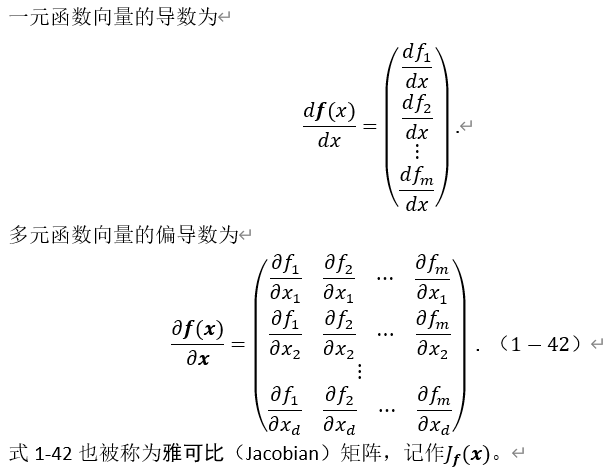 一元函数向量的导数为↵
$\frac{d\boldsymbol{f}(x)}{dx}=\begin{pmatrix}\frac{df_1}{dx}\\\frac{df_2}{dx}\\\vdots\\\frac{df_m}{dx}\end{pmatrix}.$↵
多元函数向量的偏导数为↵
$\frac{\partial \boldsymbol{f}(\boldsymbol{x})}{\partial \boldsymbol{x}}=\begin{pmatrix}\frac{\partial f_1}{\partial x_1}&\frac{\partial f_2}{\partial x_1}&\cdots&\frac{\partial f_m}{\partial x_1}\\\frac{\partial f_1}{\partial x_2}&\frac{\partial f_2}{\partial x_2}&\cdots&\frac{\partial f_m}{\partial x_2}\\&\vdots&&\\\frac{\partial f_1}{\partial x_d}&\frac{\partial f_2}{\partial x_d}&\cdots&\frac{\partial f_m}{\partial x_d}\end{pmatrix}.$ （1 − 42）↵
式 1-42 也被称为雅可比（Jacobian）矩阵，记作$J_{\boldsymbol{f}}(\boldsymbol{x})$。↵